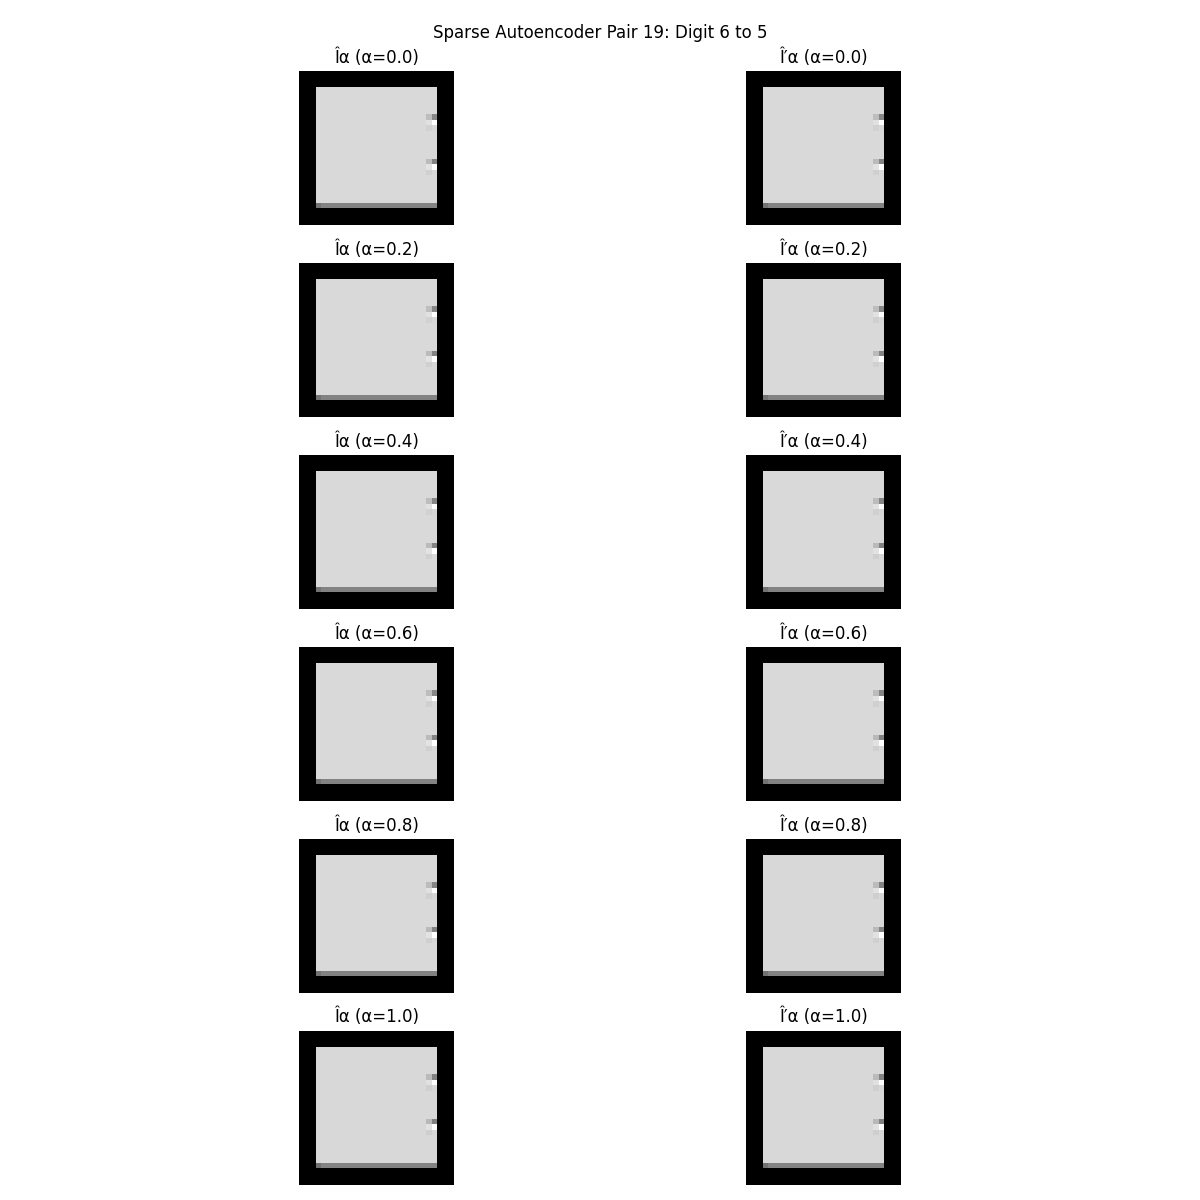 Sparse Autoencoder Pair 19: Digit 6 to 5
Îα (α=0.0) Î′α (α=0.0)
Îα (α=0.2) Î′α (α=0.2)
Îα (α=0.4) Î′α (α=0.4)
Îα (α=0.6) Î′α (α=0.6)
Îα (α=0.8) Î′α (α=0.8)
Îα (α=1.0) Î′α (α=1.0)